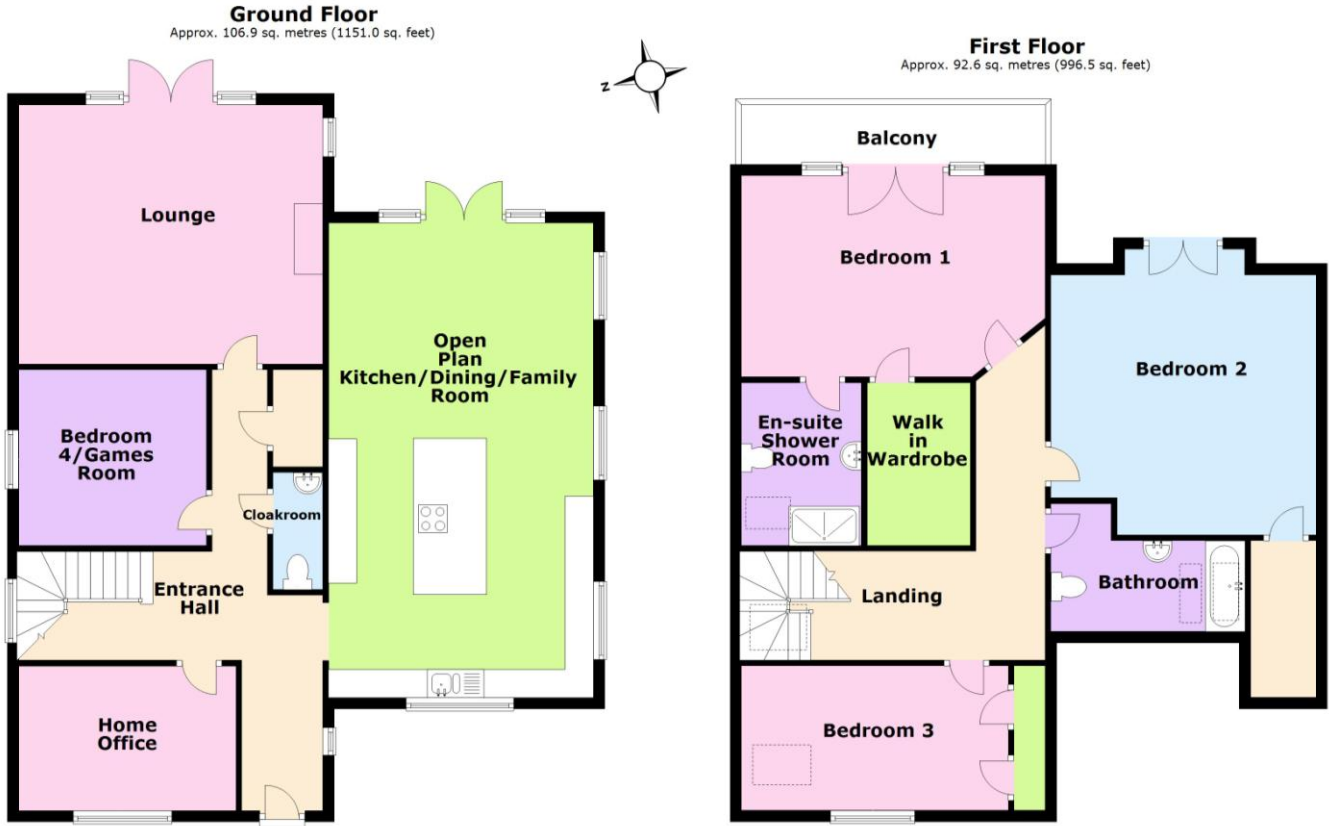 Ground Floor
Approx. 106.9 sq. metres (1151.0 sq. feet)
Lounge
Open
Plan
Kitchen/Dining/Family
Room
Bedroom
4/Games
Room
Cloakroom
Entrance
Hall
Home
Office
N
First Floor
Approx. 92.6 sq. metres (996.5 sq. feet)
Balcony
Bedroom 1
Bedroom 2
En-suite
Shower
Room
Walk
in
Wardrobe
Landing
Bathroom
Bedroom 3